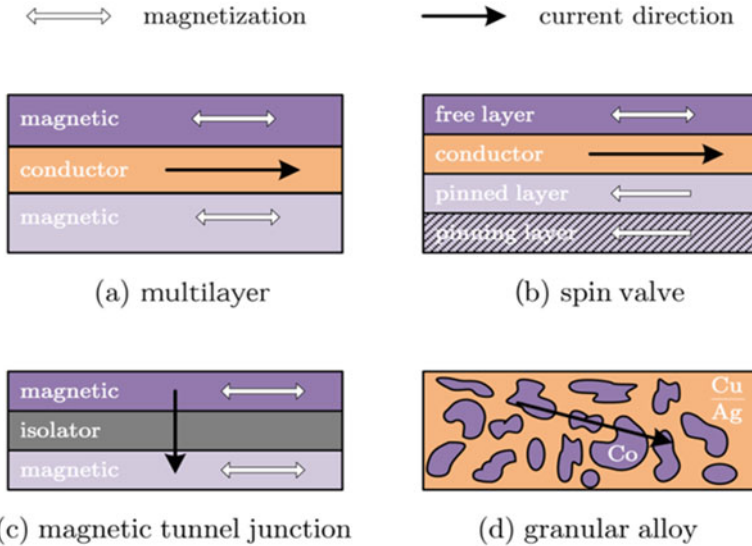 magnetization
current direction
magnetic
conductor
magnetic
(a) multilayer
free layer
conductor
pinned layer
pinning layer
(b) spin valve
magnetic
isolator
magnetic
(c) magnetic tunnel junction
Cu
Ag
Co
(d) granular alloy